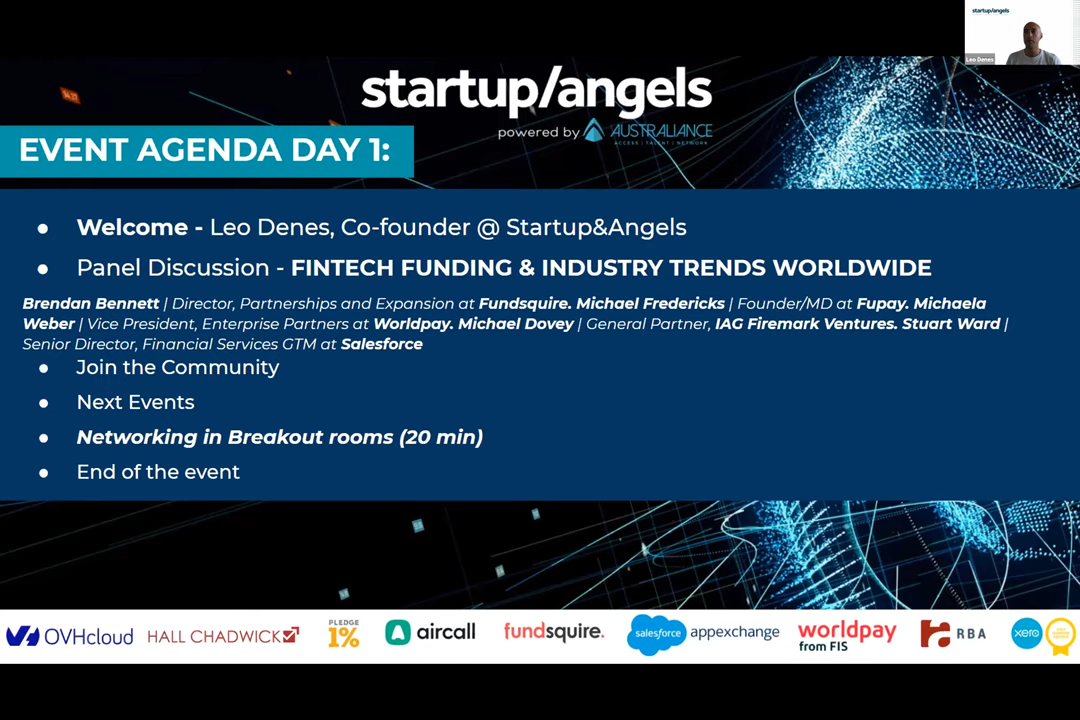 startup/angels
Leo Denes
startup/angels
powered by AUSTRALIANCE
ACCESS | TALENT | NETWORK
EVENT AGENDA DAY 1:
● Welcome - Leo Denes, Co-founder @ Startup&Angels
● Panel Discussion - FINTECH FUNDING & INDUSTRY TRENDS WORLDWIDE
Brendan Bennett | Director, Partnerships and Expansion at Fundsquire. Michael Fredericks | Founder/MD at Fupay. Michaela
Weber | Vice President, Enterprise Partners at Worldpay. Michael Dovey | General Partner, IAG Firemark Ventures. Stuart Ward |
Senior Director, Financial Services GTM at Salesforce
● Join the Community
● Next Events
● Networking in Breakout rooms (20 min)
● End of the event
OVHcloud
HALL CHADWICK
PLEDGE
1%
aircall
fundsquire.
salesforce appexchange
worldpay
from FIS
RBA
xero